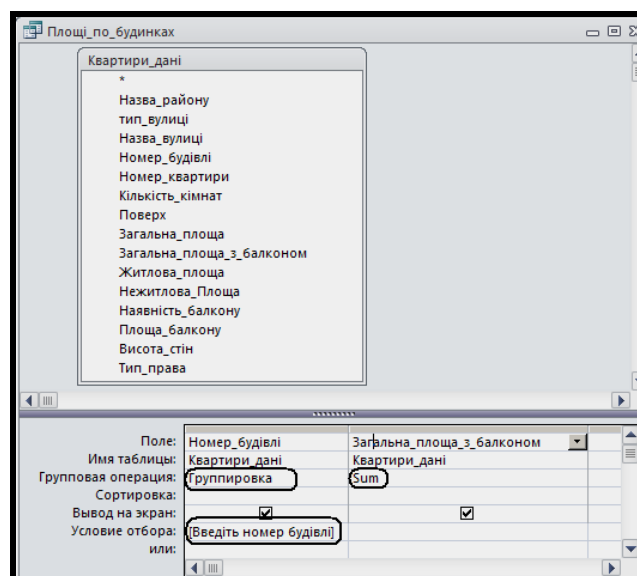 Площі_по_будинках
Квартири_дані
*
Назва_району
тип_вулиці
Назва_вулиці
Номер_будівлі
Номер_квартири
Кількість_кімнат
Поверх
Загальна_площа
Загальна_площа_з_балконом
Житлова_площа
Нежитлова_Площа
Наявність_балкону
Площа_балкону
Висота_стін
Тип_права
Поле: Номер_будівлі Загальна_площа_з_балконом
Имя таблицы: Квартири_дані Квартири_дані
Групповая операция: Группировка Sum
Сортировка:
Вывод на экран:
Условие отбора: [Введіть номер будівлі]
или: